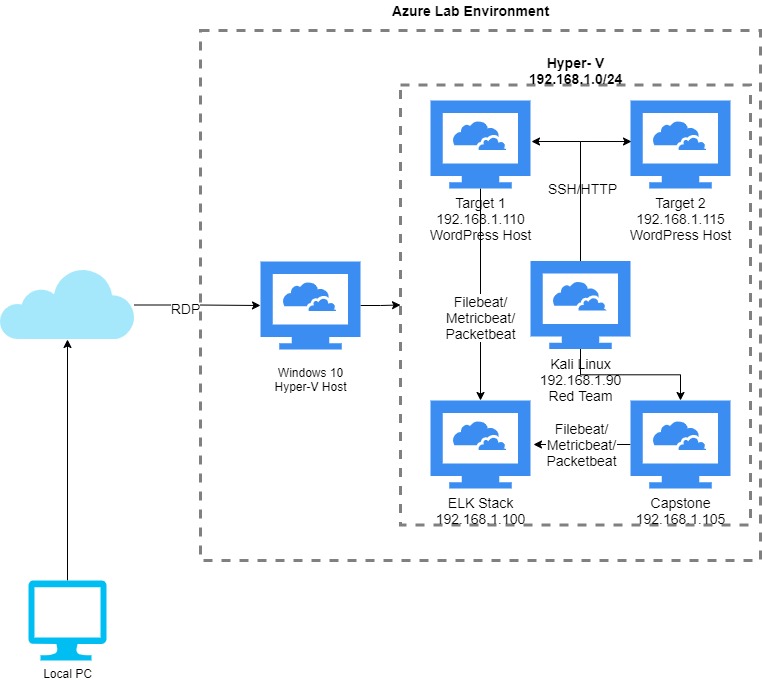 Azure Lab Environment
Hyper- V
192.168.1.0/24
SSH/HTTP
Target 1
192.168.1.110
WordPress Host
Target 2
192.168.1.115
WordPress Host
RDP
Windows 10
Hyper-V Host
Filebeat/
Metricbeat/
Packetbeat
Kali Linux
192.168.1.90
Red Team
Filebeat/
Metricbeat/
Packetbeat
ELK Stack
192.168.1.100
Capstone
192.168.1.105
Local PC